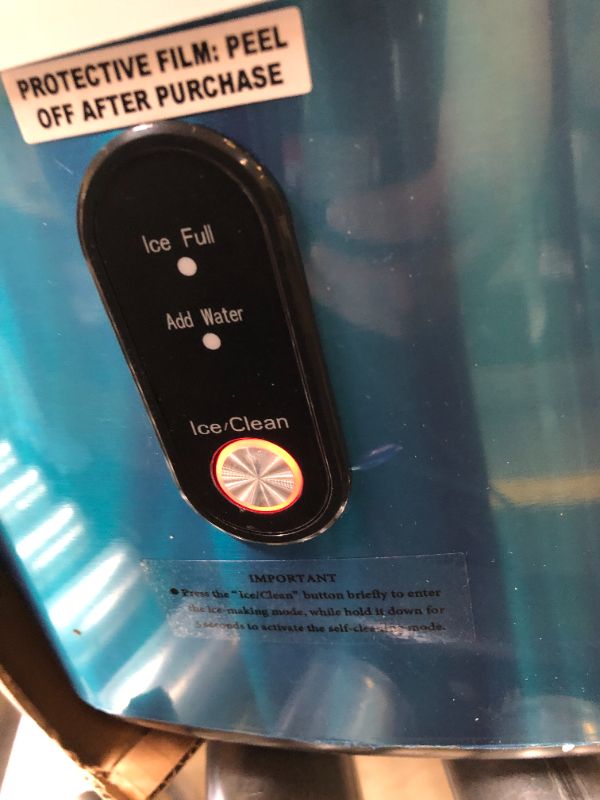 PROTECTIVE FILM: PEEL
OFF AFTER PURCHASE
Ice Full
Add Water
Ice/Clean
IMPORTANT
● Press the "Ice/Clean" button briefly to enter
the ice-making mode, while hold it down for
5 seconds to activate the self-cleaning mode.